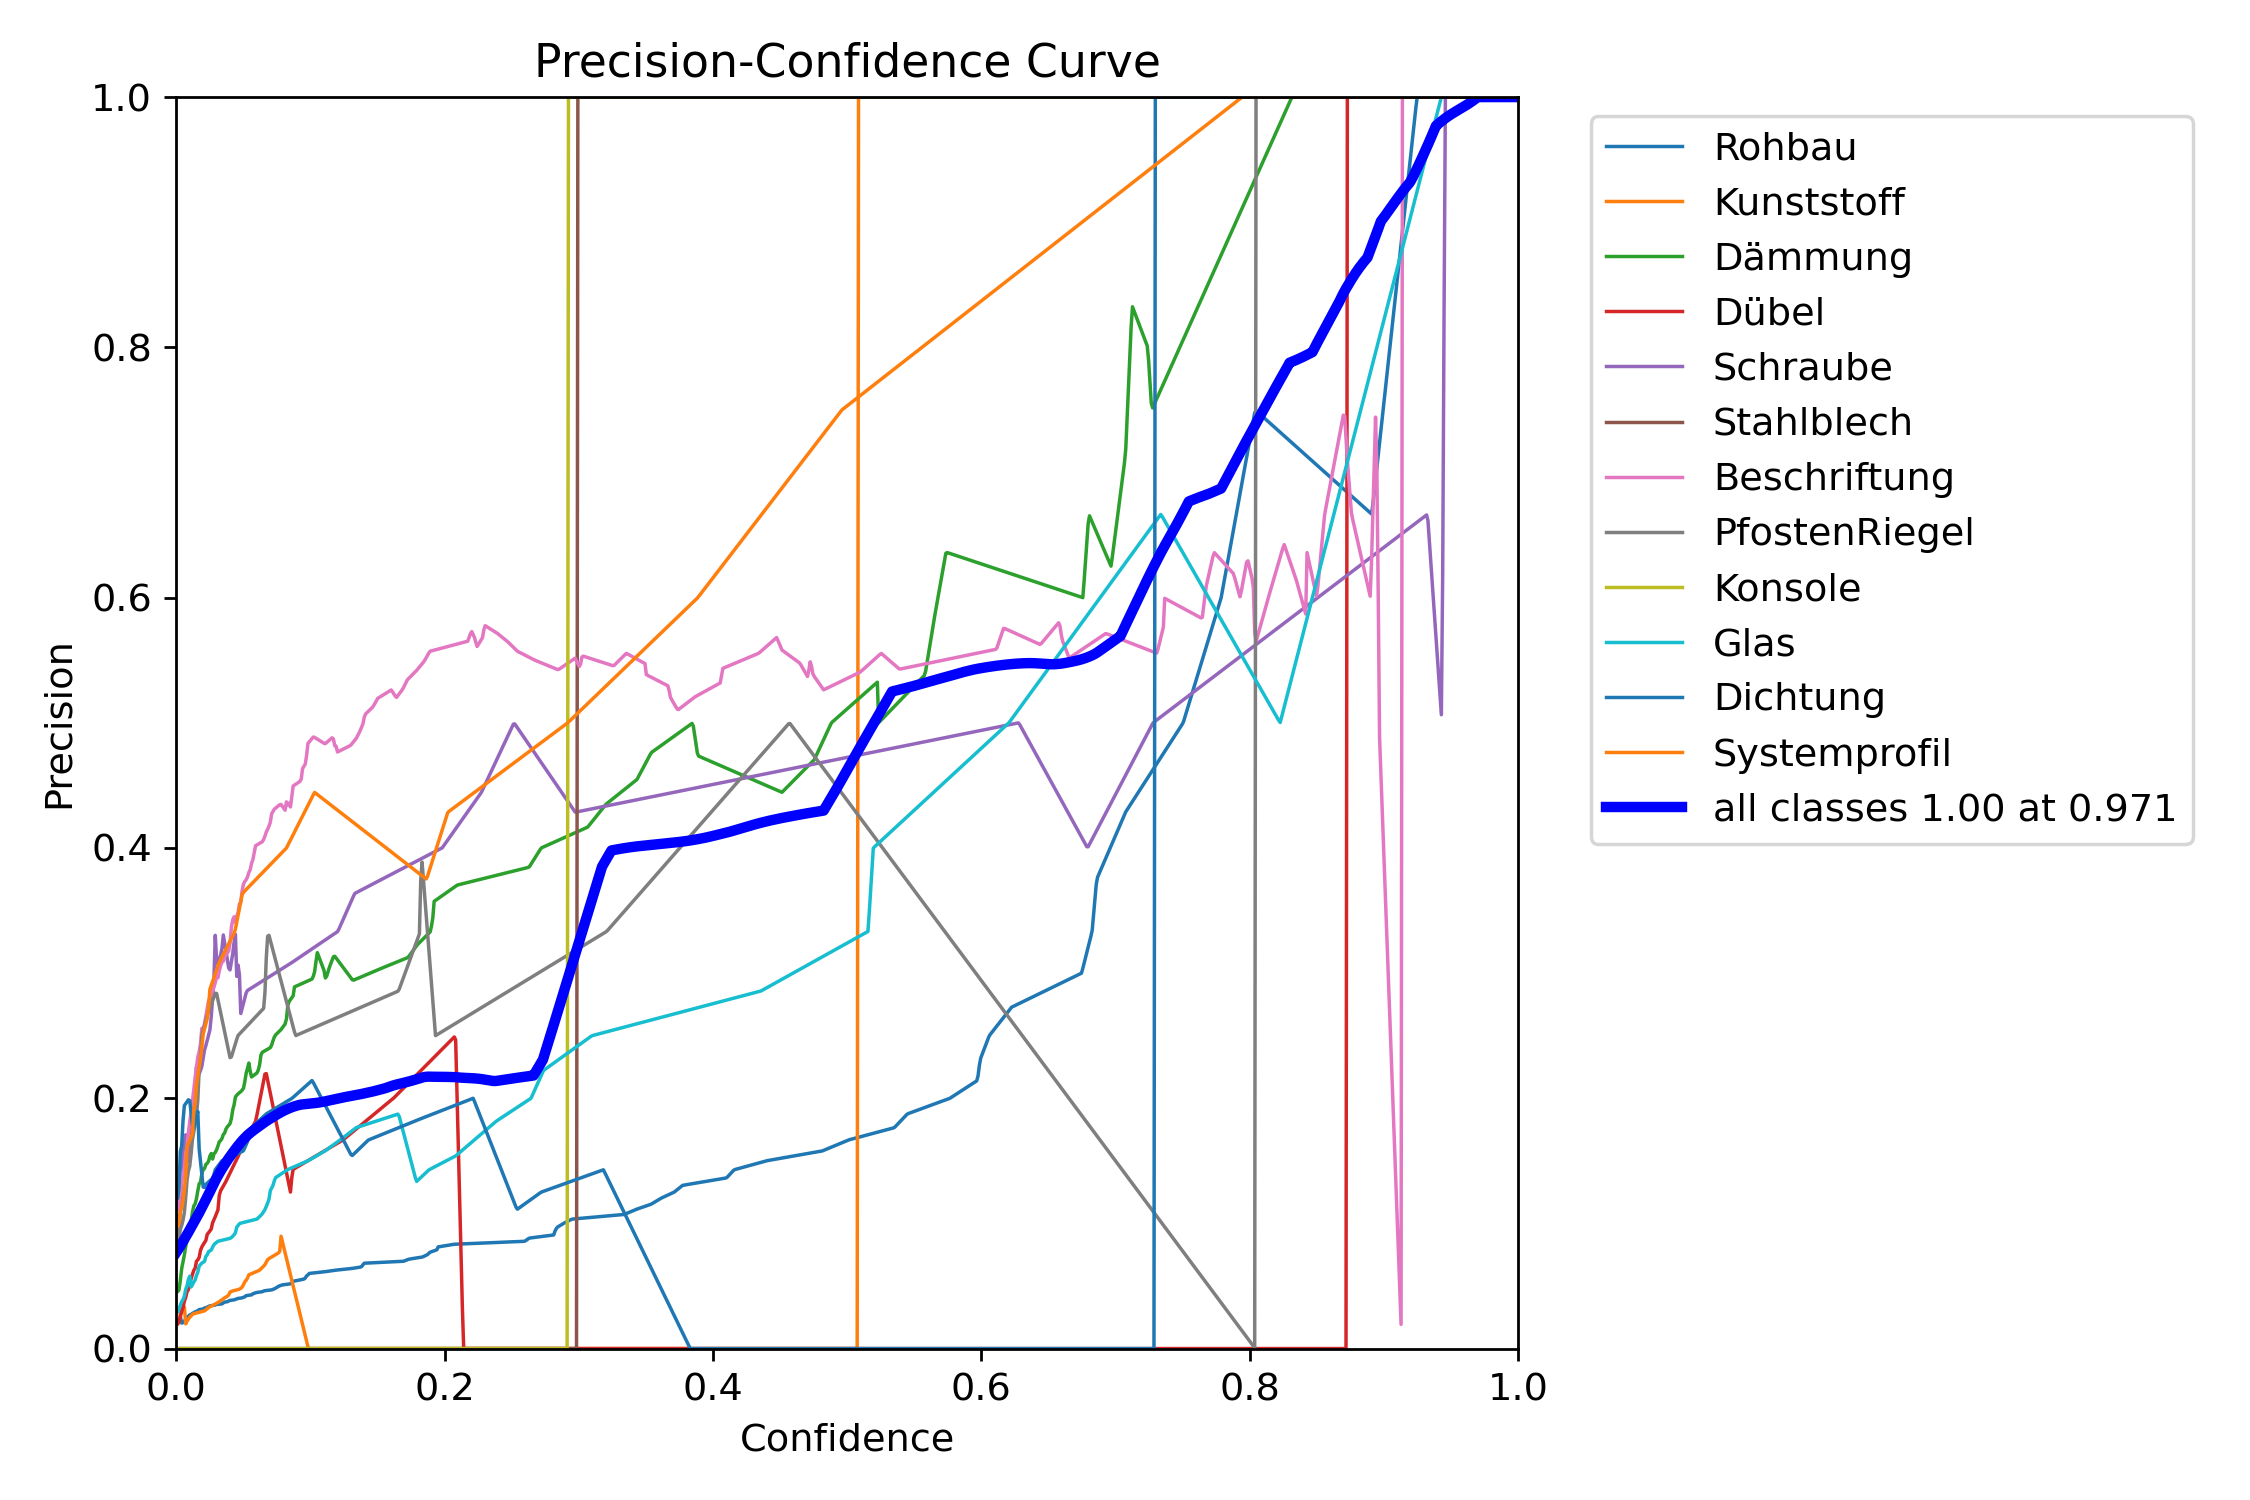 Precision-Confidence Curve
1.0
0.8
0.6
0.4
0.2
0.0
Precision
0.0 0.2 0.4 0.6 0.8 1.0
Confidence
Rohbau
Kunststoff
Dämmung
Dübel
Schraube
Stahlblech
Beschriftung
PfostenRiegel
Konsole
Glas
Dichtung
Systemprofil
all classes 1.00 at 0.971